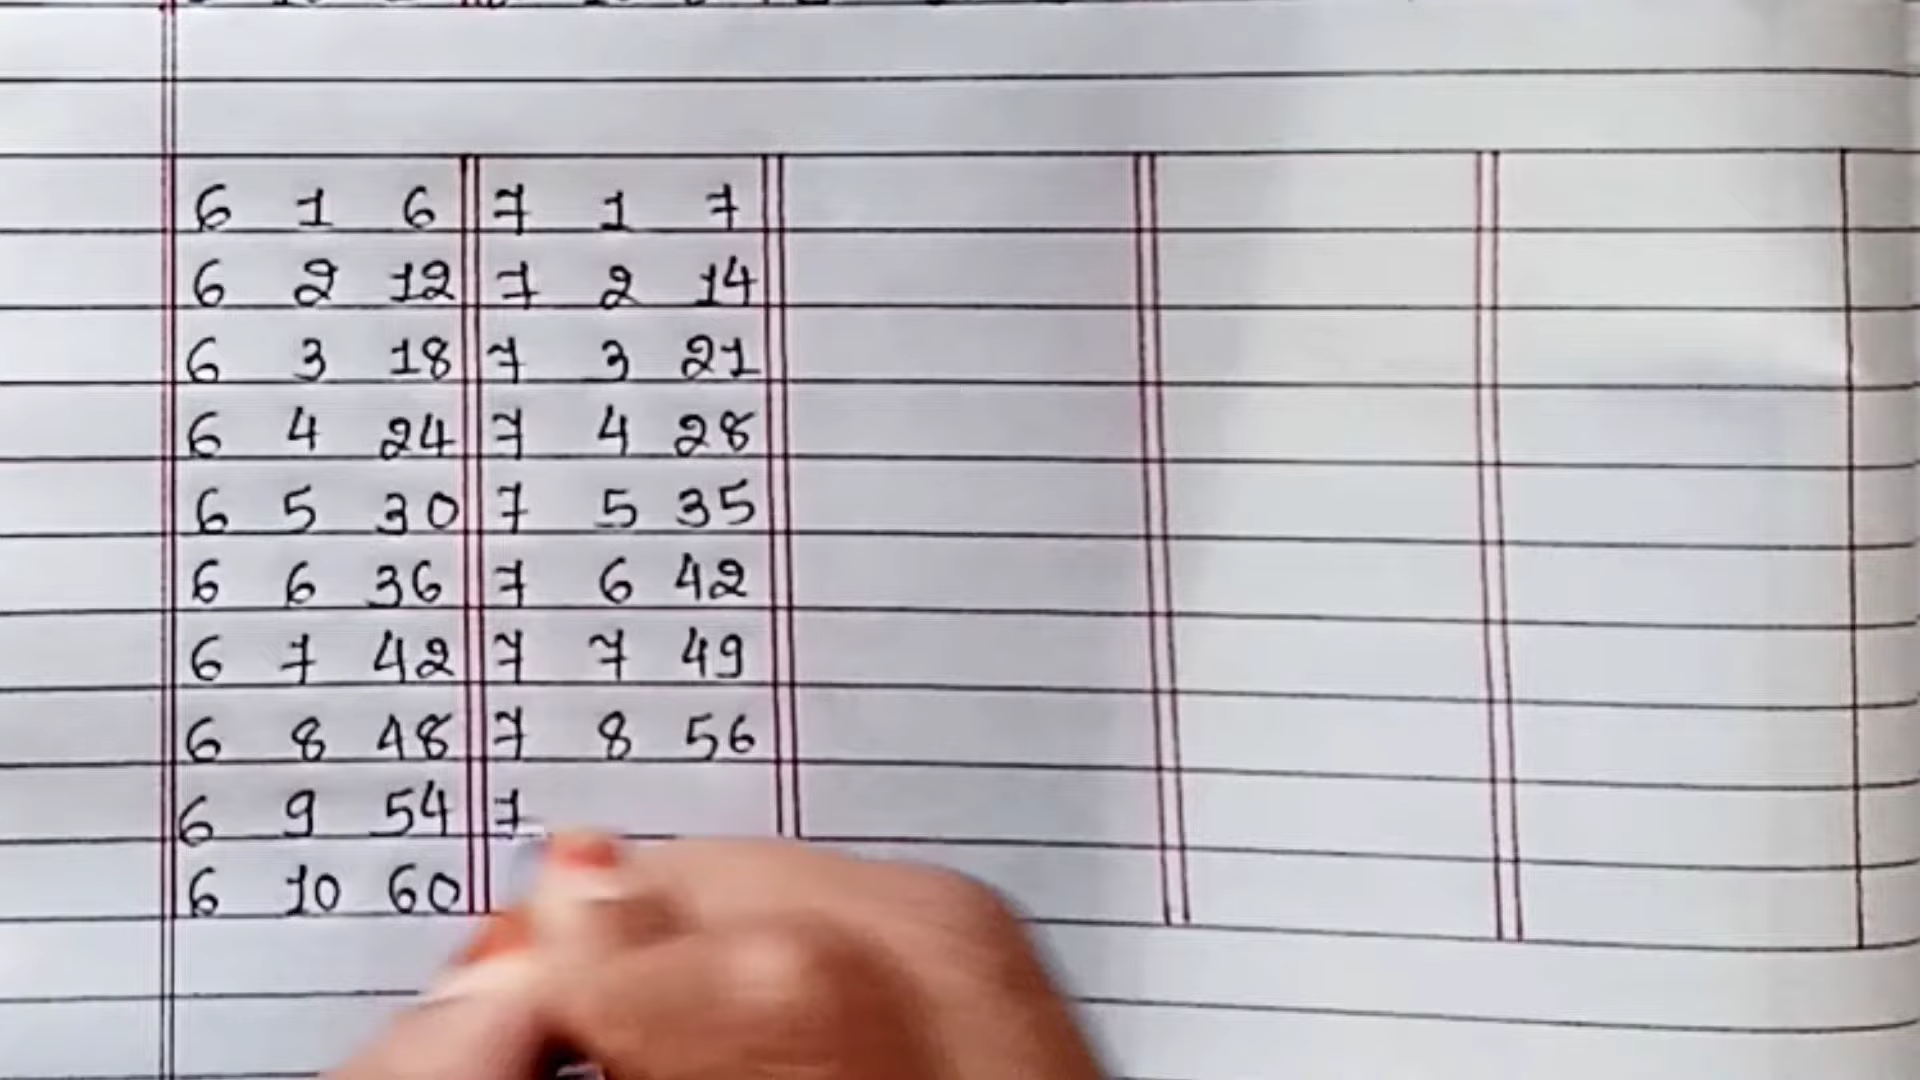 6 1 6 7 1 7
6 2 12 7 2 14
6 3 18 7 3 21
6 4 24 7 4 28
6 5 30 7 5 35
6 6 36 7 6 42
6 7 42 7 7 49
6 8 48 7 8 56
6 9 54 7
6 10 60